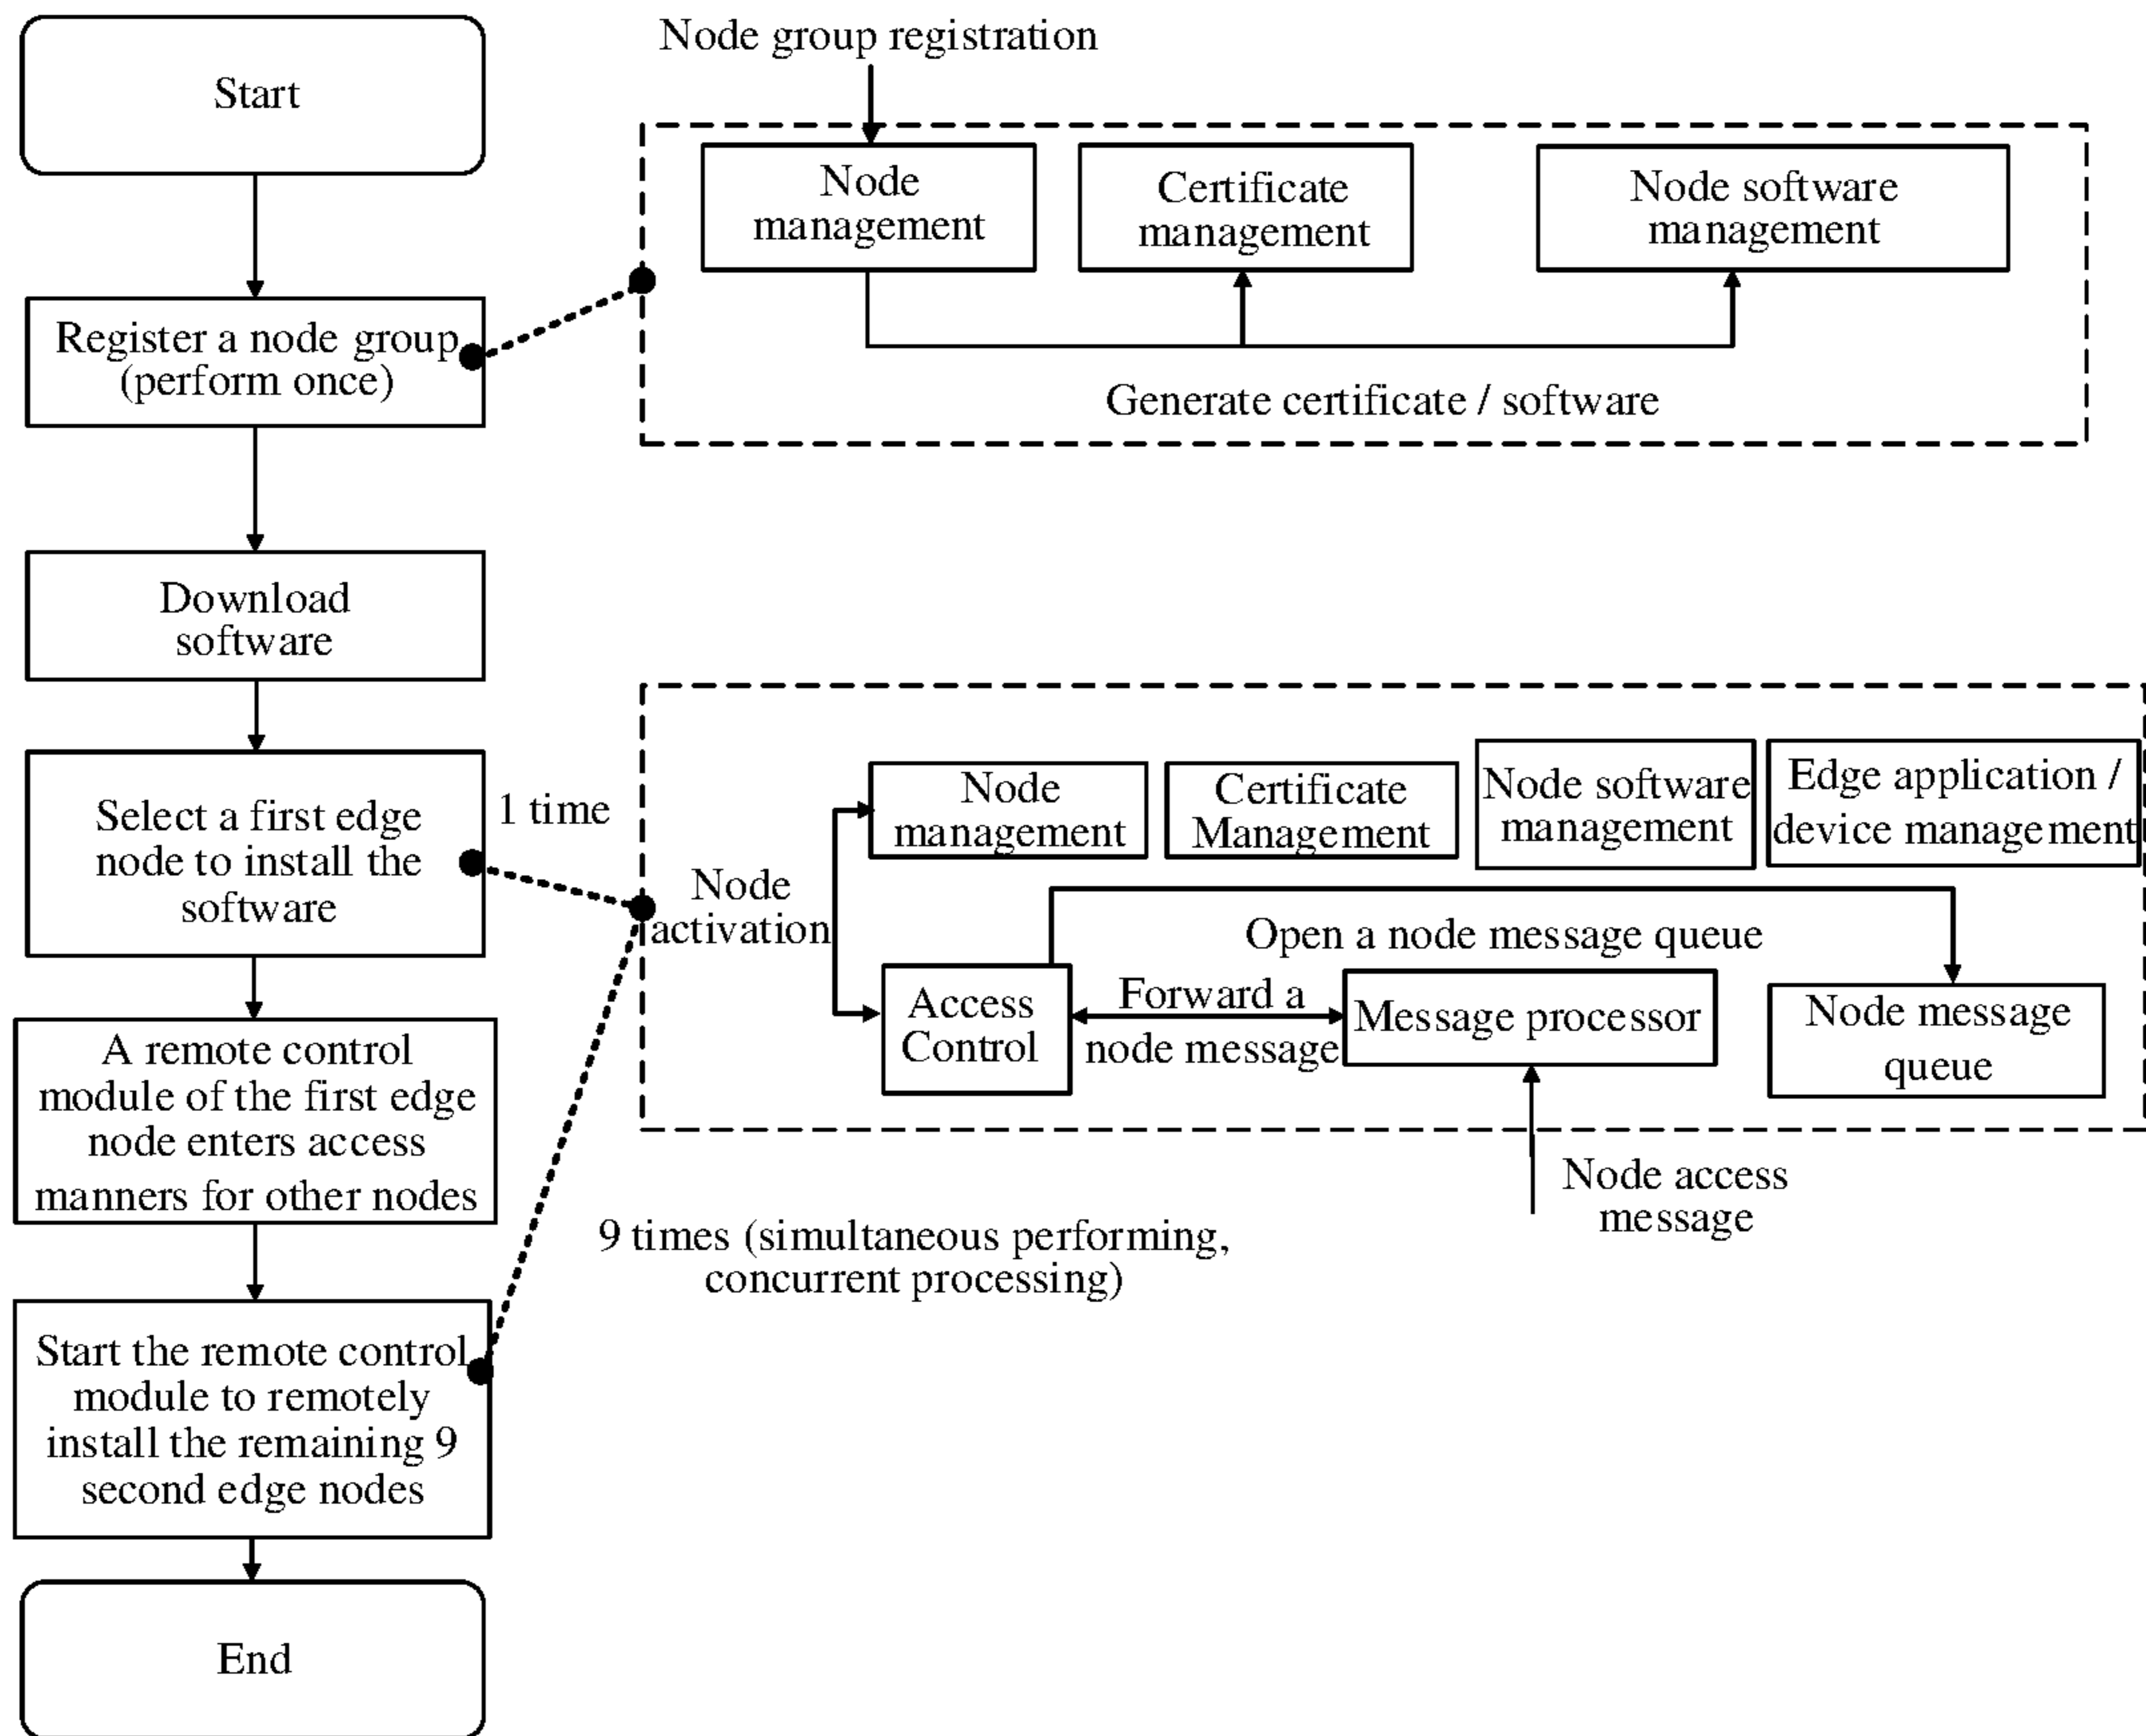 Start
Register a node group
(perform once)
Download
software
Select a first edge
node to install the
software
A remote control
module of the first edge
node enters access
manners for other nodes
Start the remote control
module to remotely
install the remaining 9
second edge nodes
End
Node group registration
Node
management
Certificate
management
Node software
management
Generate certificate / software
1 time
Node
activation
Node
management
Certificate
Management
Node software
management
Edge application /
device management
Open a node message queue
Access
Control
Forward a
node message
Message processor
Node message
queue
Node access
message
9 times (simultaneous performing,
concurrent processing)